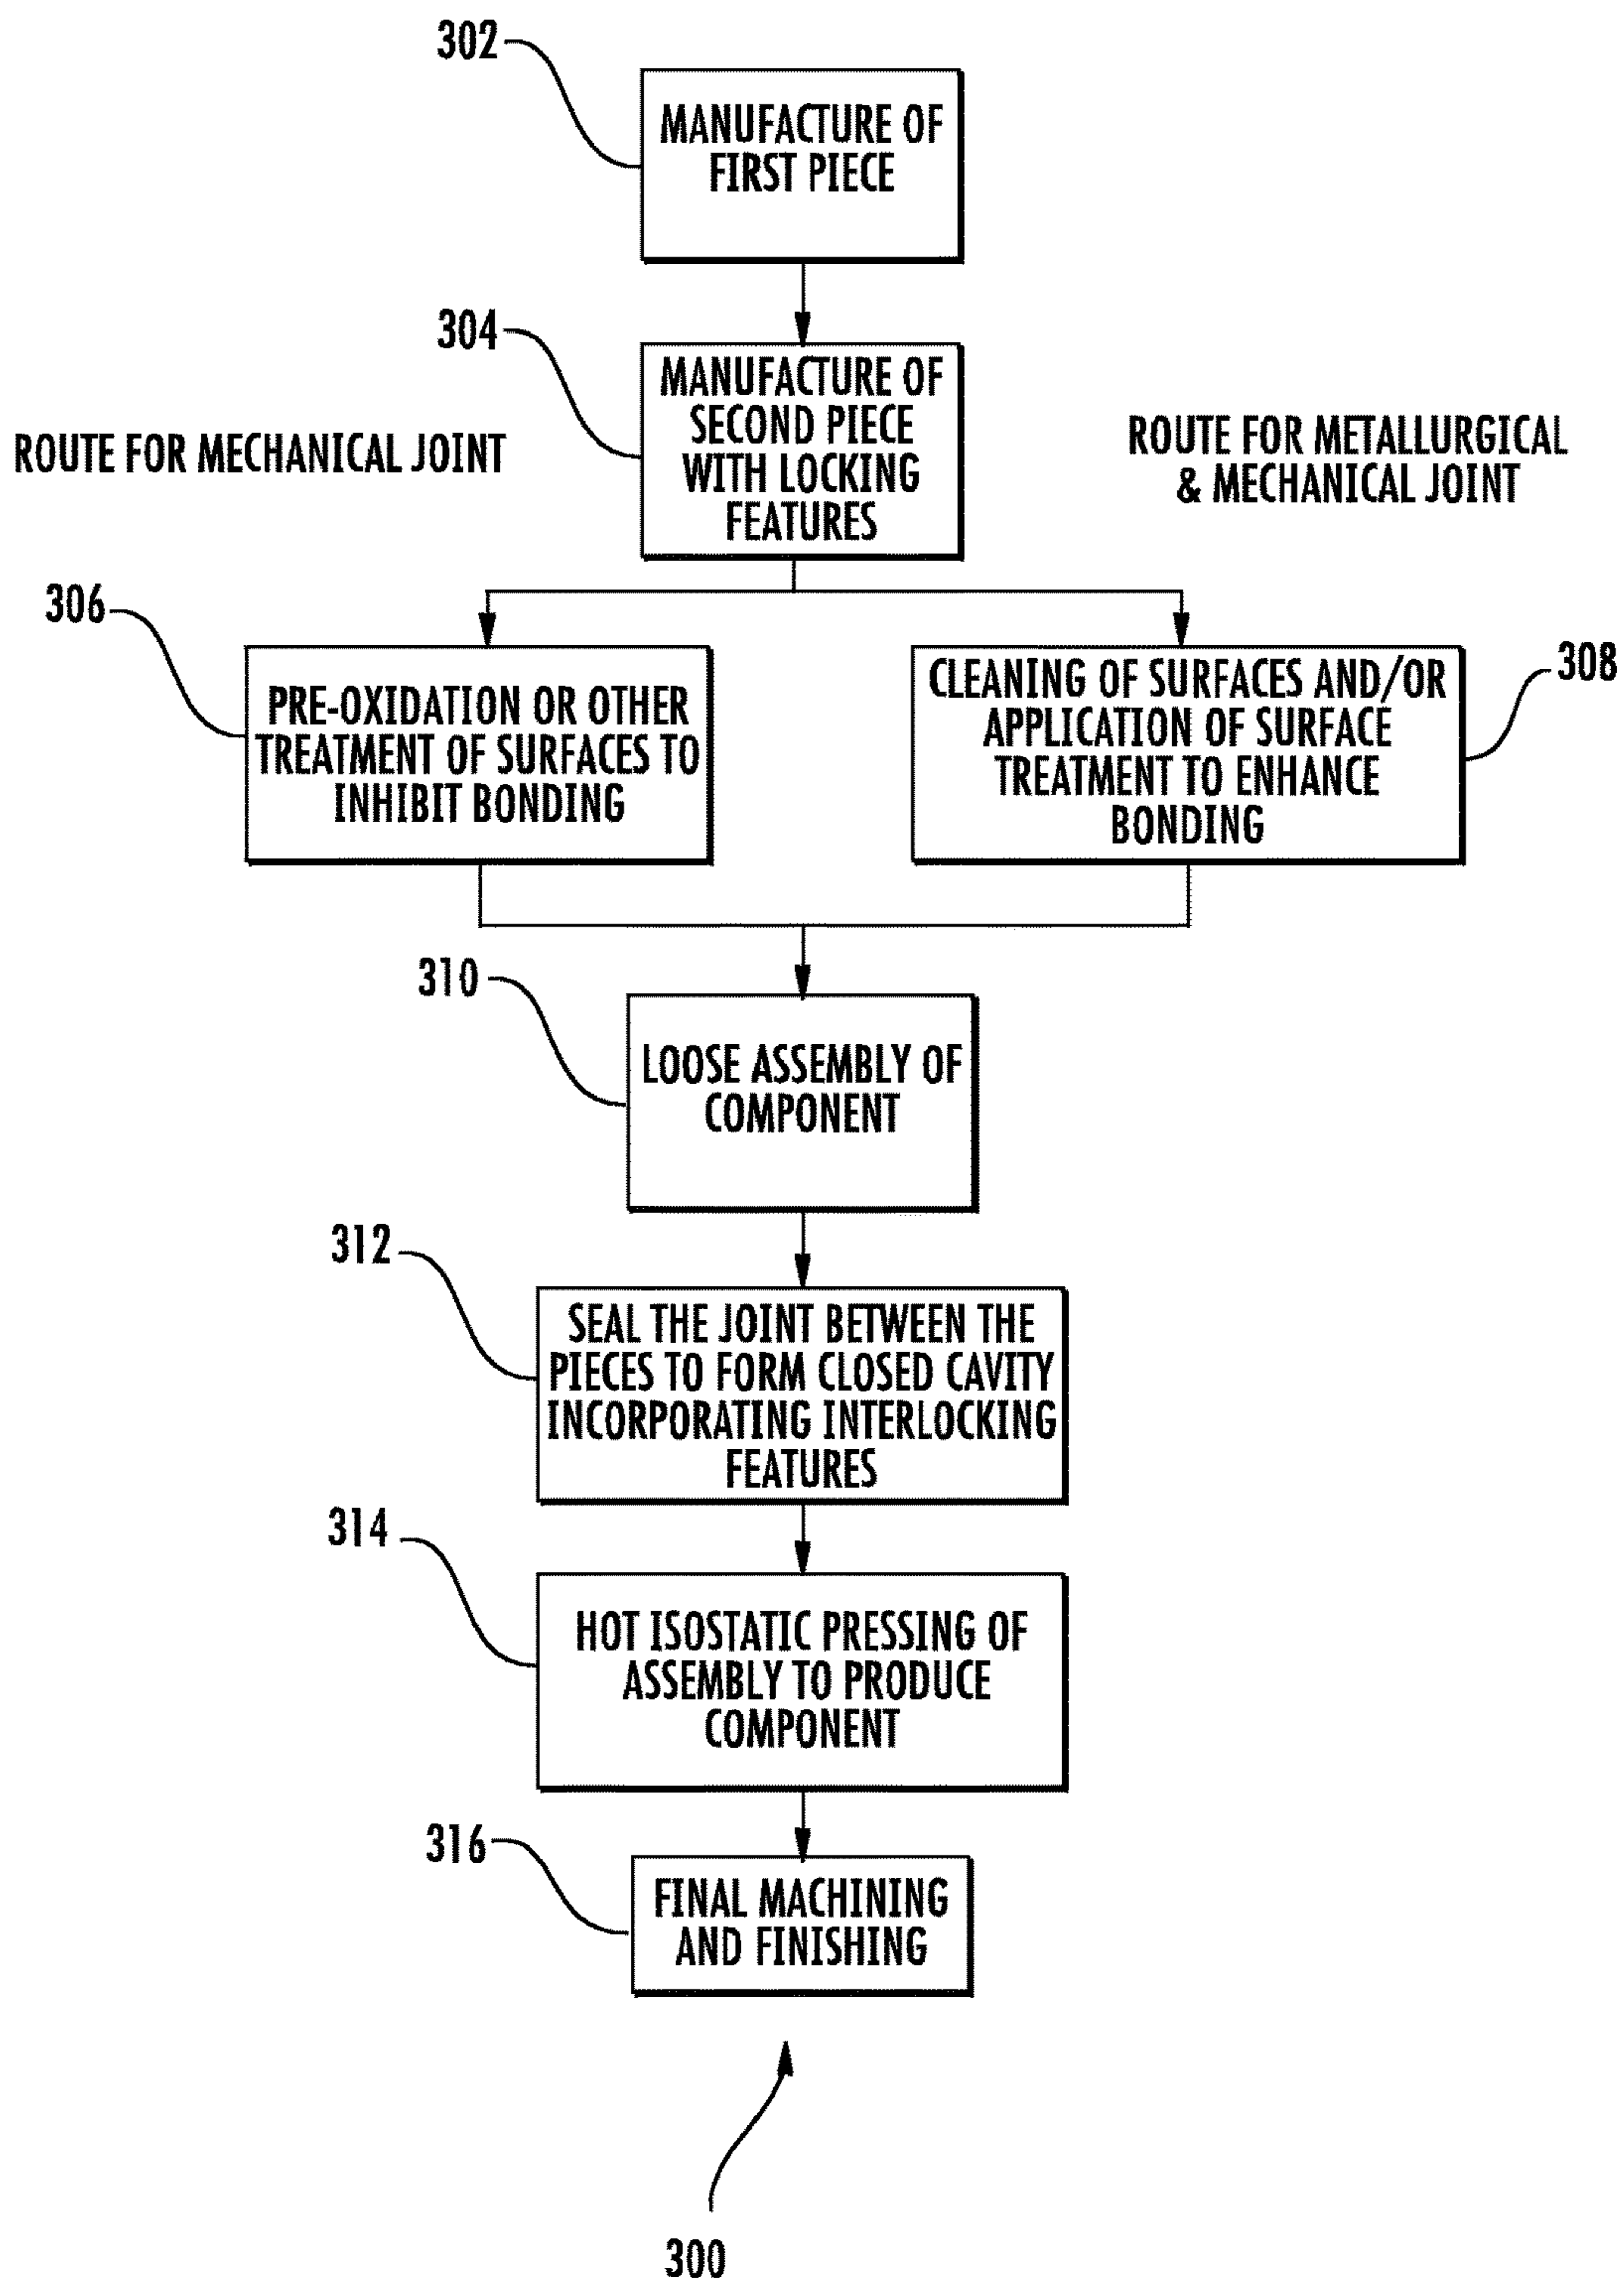 302
MANUFACTURE OF
FIRST PIECE
304
MANUFACTURE OF
SECOND PIECE
WITH LOCKING
FEATURES
ROUTE FOR MECHANICAL JOINT
ROUTE FOR METALLURGICAL
& MECHANICAL JOINT
306
PRE-OXIDATION OR OTHER
TREATMENT OF SURFACES TO
INHIBIT BONDING
308
CLEANING OF SURFACES AND/OR
APPLICATION OF SURFACE
TREATMENT TO ENHANCE
BONDING
310
LOOSE ASSEMBLY OF
COMPONENT
312
SEAL THE JOINT BETWEEN THE
PIECES TO FORM CLOSED CAVITY
INCORPORATING INTERLOCKING
FEATURES
314
HOT ISOSTATIC PRESSING OF
ASSEMBLY TO PRODUCE
COMPONENT
316
FINAL MACHINING
AND FINISHING
300